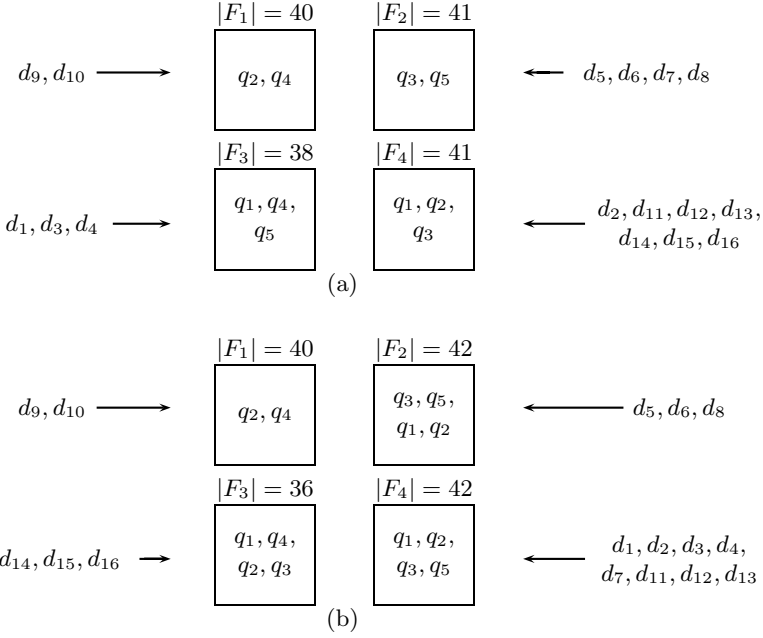 |F₁| = 40 |F₂| = 41
d₉, d₁₀ q₂, q₄ q₃, q₅ d₅, d₆, d₇, d₈
|F₃| = 38 |F₄| = 41
d₁, d₃, d₄ q₁, q₄, q₅ q₁, q₂, q₃ d₂, d₁₁, d₁₂, d₁₃,
d₁₄, d₁₅, d₁₆
(a)
|F₁| = 40 |F₂| = 42
d₉, d₁₀ q₂, q₄ q₃, q₅, q₁, q₂ d₅, d₆, d₈
|F₃| = 36 |F₄| = 42
d₁₄, d₁₅, d₁₆ q₁, q₄, q₂, q₃ q₁, q₂, q₃, q₅ d₁, d₂, d₃, d₄,
d₇, d₁₁, d₁₂, d₁₃
(b)